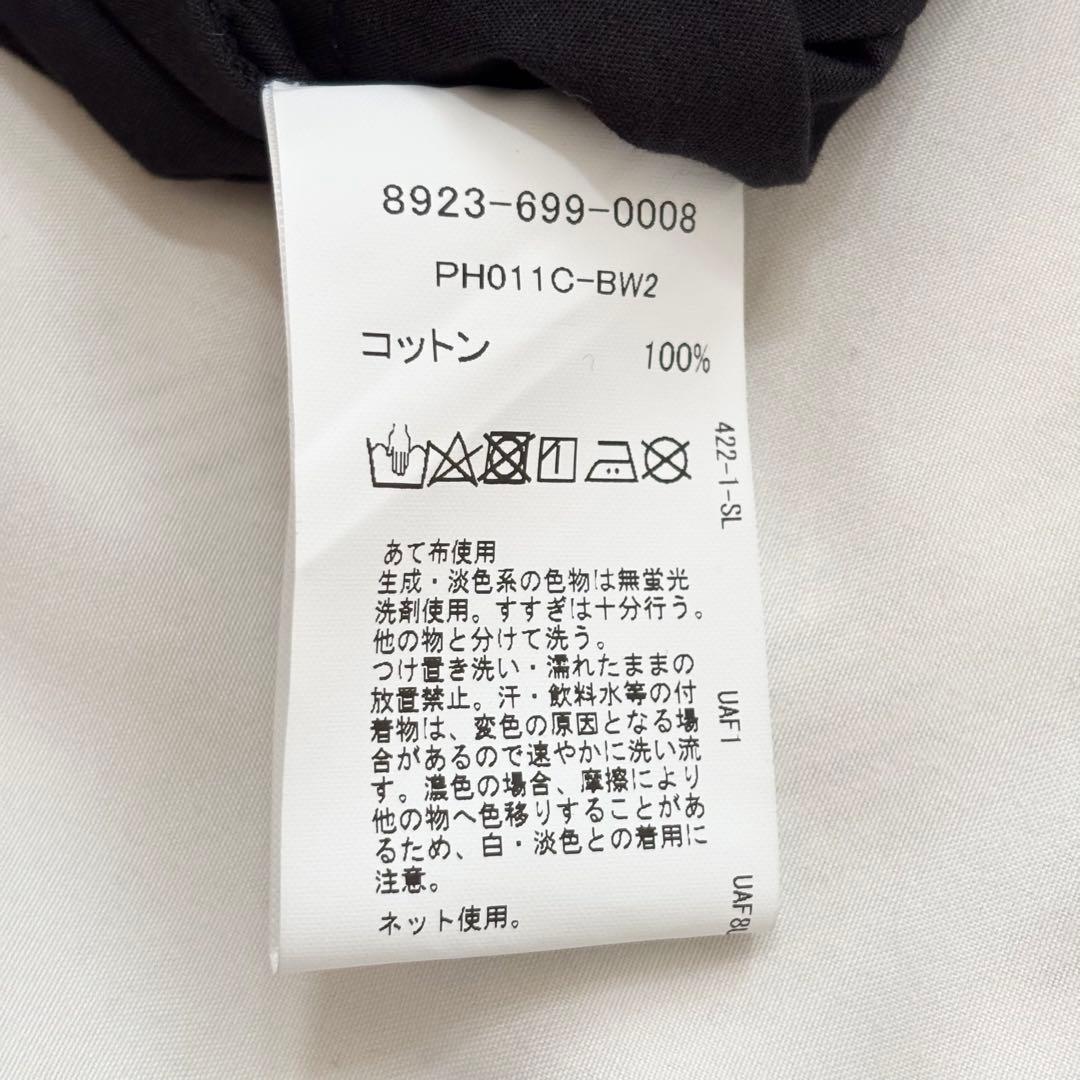 8923-699-0008
PH011C-BW2
コットン 100%
あて布使用
生成・淡色系の色物は無蛍光
洗剤使用。すすぎは十分行う。
他の物と分けて洗う。
つけ置き洗い・濡れたままの
放置禁止。汗・飲料水等の付
着物は、変色の原因となる場
合があるので速やかに洗い流
す。濃色の場合、摩擦により
他の物へ色移りすることがあ
るため、白・淡色との着用に
注意。
ネット使用。
422-1-SL
UAF1